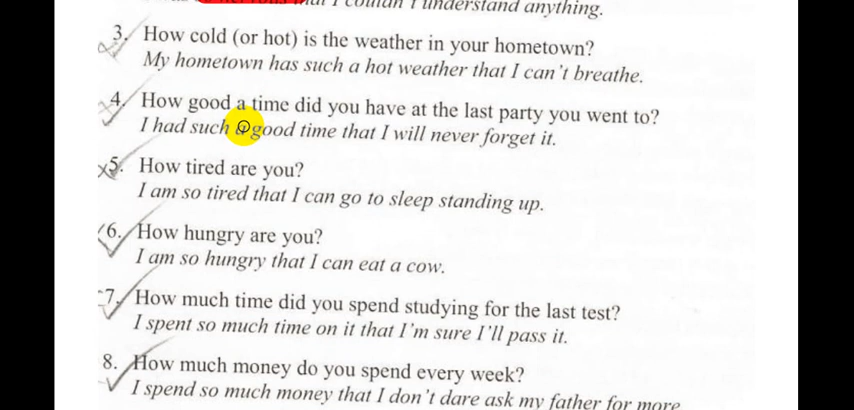 that I couldn't understand anything.
3. How cold (or hot) is the weather in your hometown?
My hometown has such a hot weather that I can't breathe.
4. How good a time did you have at the last party you went to?
I had such a good time that I will never forget it.
5. How tired are you?
I am so tired that I can go to sleep standing up.
6. How hungry are you?
I am so hungry that I can eat a cow.
7. How much time did you spend studying for the last test?
I spent so much time on it that I'm sure I'll pass it.
8. How much money do you spend every week?
I spend so much money that I don't dare ask my father for more